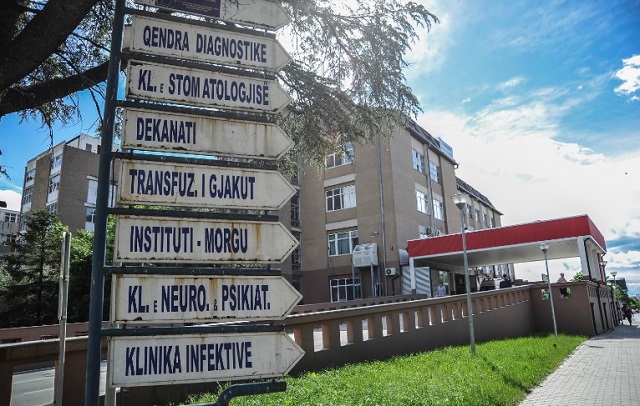 QENDRA DIAGNOSTIKE
KL. E STOMATOLOGJISË
DEKANATI
TRANSFUZ. I GJAKUT
INSTITUTI - MORGU
KL. E NEURO. & PSIKIAT.
KLINIKA INFEKTIVE